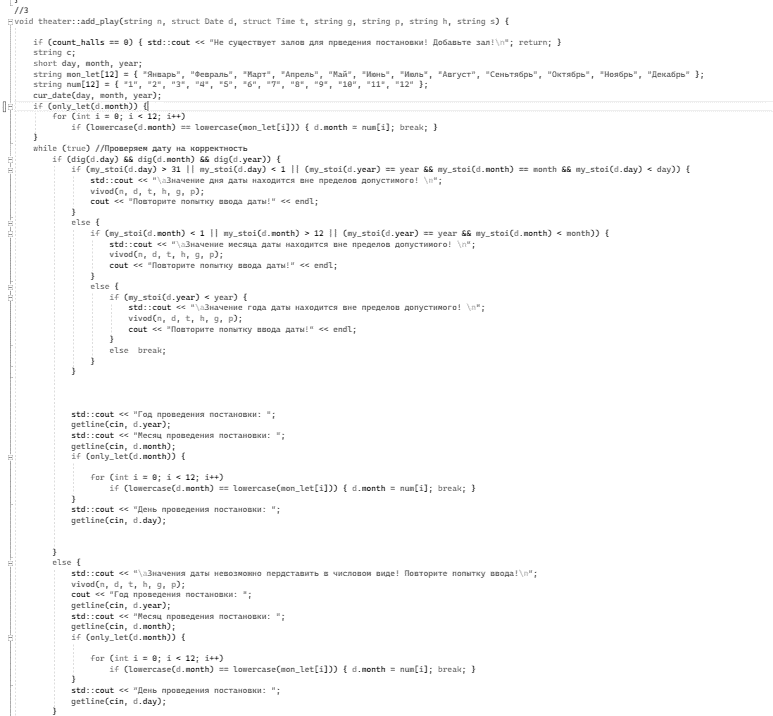 }
//3
void theater::add_play(string n, struct Date d, struct Time t, string g, string p, string h, string s) {
if (count_halls == 0) { std::cout << "Не существует залов для прведения постановки! Добавьте зал!\n"; return; }
string c;
short day, month, year;
string mon_let[12] = { "Январь", "Февраль", "Март", "Апрель", "Май", "Июнь", "Июль", "Август", "Сеньтябрь", "Октябрь", "Ноябрь", "Декабрь" };
string num[12] = { "1", "2", "3", "4", "5", "6", "7", "8", "9", "10", "11", "12" };
cur_date(day, month, year);
if (only_let(d.month)) {
for (int i = 0; i < 12; i++)
if (lowercase(d.month) == lowercase(mon_let[i])) { d.month = num[i]; break; }
}
while (true) //Проверяем дату на корректность
if (dig(d.day) && dig(d.month) && dig(d.year)) {
if (my_stoi(d.day) > 31 || my_stoi(d.day) < 1 || (my_stoi(d.year) == year && my_stoi(d.month) == month && my_stoi(d.day) < day)) {
std::cout << "\aЗначение дня даты находится вне пределов допустимого! \n";
vivod(n, d, t, h, g, p);
cout << "Повторите попытку ввода даты!" << endl;
}
else {
if (my_stoi(d.month) < 1 || my_stoi(d.month) > 12 || (my_stoi(d.year) == year && my_stoi(d.month) < month)) {
std::cout << "\aЗначение месяца даты находится вне пределов допустимого! \n";
vivod(n, d, t, h, g, p);
cout << "Повторите попытку ввода даты!" << endl;
}
else {
if (my_stoi(d.year) < year) {
std::cout << "\aЗначение года даты находится вне пределов допустимого! \n";
vivod(n, d, t, h, g, p);
cout << "Повторите попытку ввода даты!" << endl;
}
else break;
}
}
std::cout << "Год проведения постановки: ";
getline(cin, d.year);
std::cout << "Месяц проведения постановки: ";
getline(cin, d.month);
if (only_let(d.month)) {
for (int i = 0; i < 12; i++)
if (lowercase(d.month) == lowercase(mon_let[i])) { d.month = num[i]; break; }
}
std::cout << "День проведения постановки: ";
getline(cin, d.day);
}
else {
std::cout << "\aЗначения даты невозможно пердставить в числовом виде! Повторите попытку ввода!\n";
vivod(n, d, t, h, g, p);
cout << "Год проведения постановки: ";
getline(cin, d.year);
std::cout << "Месяц проведения постановки: ";
getline(cin, d.month);
if (only_let(d.month)) {
for (int i = 0; i < 12; i++)
if (lowercase(d.month) == lowercase(mon_let[i])) { d.month = num[i]; break; }
}
std::cout << "День проведения постановки: ";
getline(cin, d.day);
}